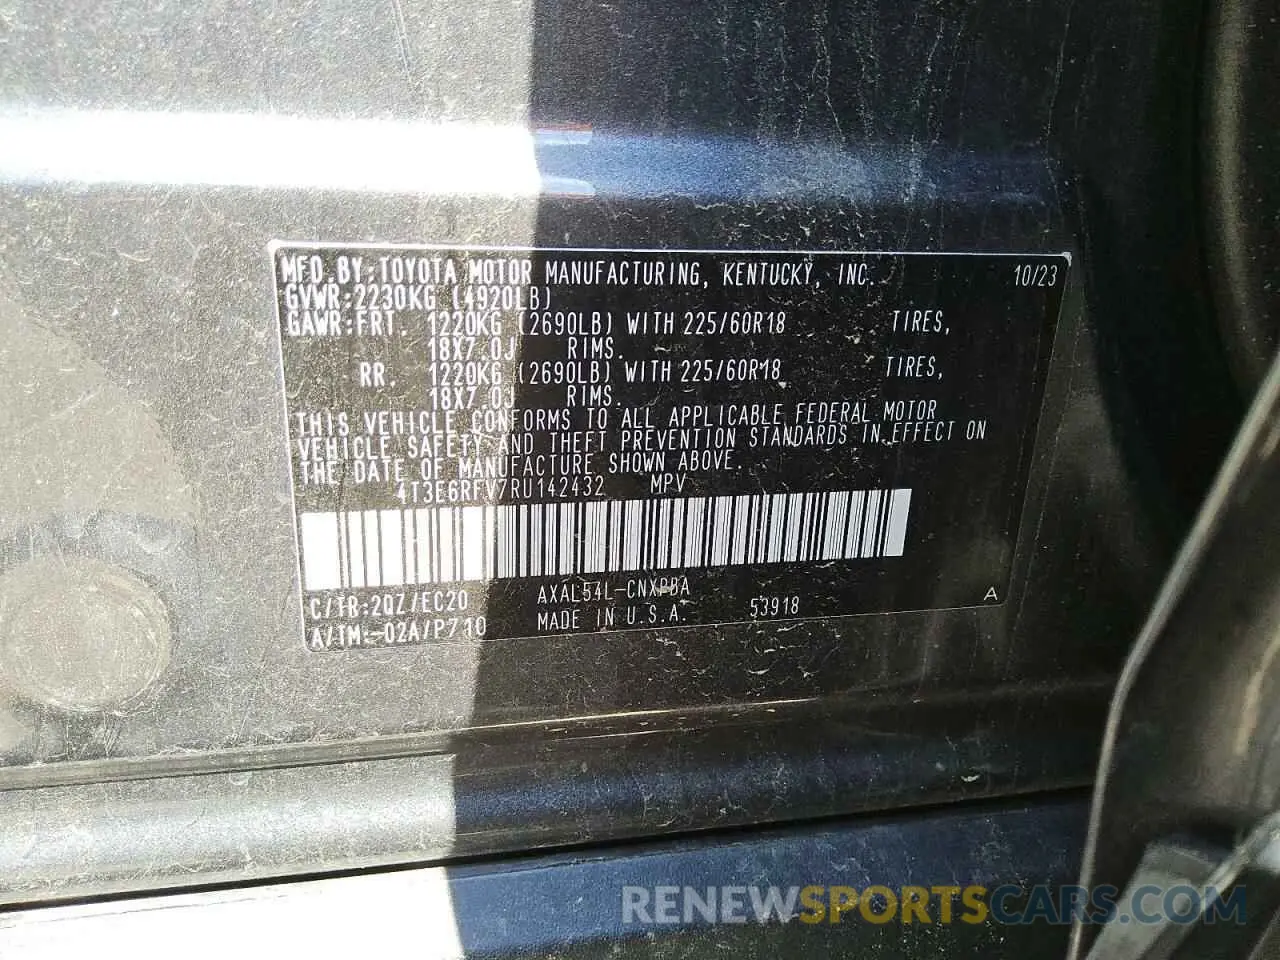 MFD.BY:TOYOTA MOTOR MANUFACTURING, KENTUCKY, INC. 10/23
GVWR:2230KG (4920LB)
GAWR:FRT. 1220KG (2690LB) WITH 225/60R18 TIRES,
18X7.0J RIMS.
RR. 1220KG (2690LB) WITH 225/60R18 TIRES,
18X7.0J RIMS.
THIS VEHICLE CONFORMS TO ALL APPLICABLE FEDERAL MOTOR
VEHICLE SAFETY AND THEFT PREVENTION STANDARDS IN EFFECT ON
THE DATE OF MANUFACTURE SHOWN ABOVE.
4T3E6RFV7RU142432 MPV
C/TR:2QZ/EC20 AXAL54L-CNXPBA A
A/TM:-02A/P710 MADE IN U.S.A. 53918
RENEWSPORTSCARS.COM